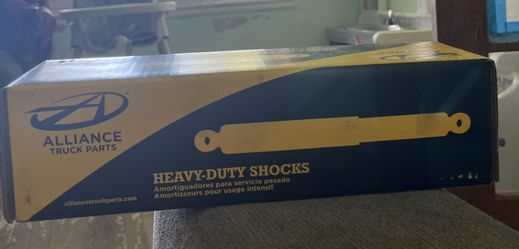 ALLIANCE
TRUCK PARTS
HEAVY-DUTY SHOCKS
Amortiguadores para servicio pesado
Amortisseurs pour usage intensif
alliancetruckparts.com